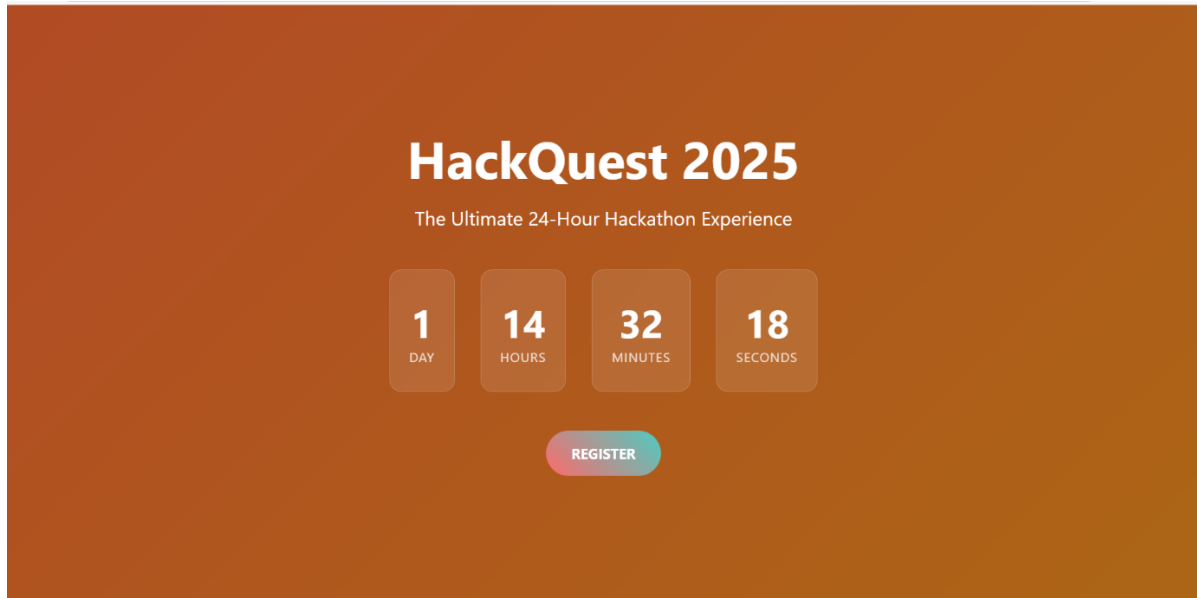 HackQuest 2025
The Ultimate 24-Hour Hackathon Experience
1 14 32 18
DAY HOURS MINUTES SECONDS
REGISTER